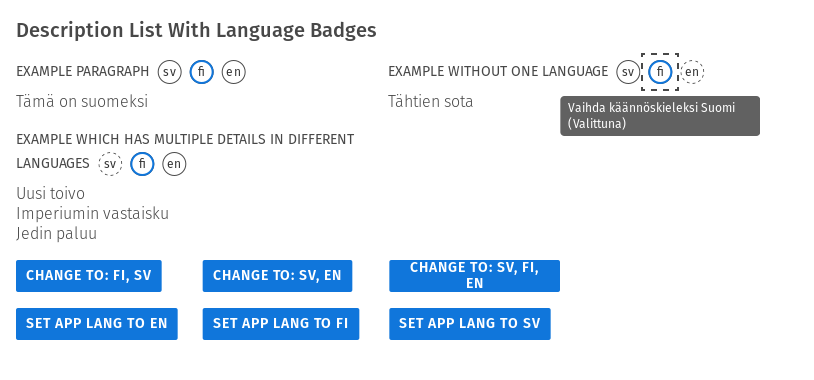 Description List With Language Badges
EXAMPLE PARAGRAPH sv fi en
Tämä on suomeksi
EXAMPLE WITHOUT ONE LANGUAGE sv fi en
Tähtien sota
Vaihda käännöskieleksi Suomi
(Valittuna)
EXAMPLE WHICH HAS MULTIPLE DETAILS IN DIFFERENT
LANGUAGES sv fi en
Uusi toivo
Imperiumin vastaisku
Jedin paluu
CHANGE TO: FI, SV
CHANGE TO: SV, EN
CHANGE TO: SV, FI,
EN
SET APP LANG TO EN
SET APP LANG TO FI
SET APP LANG TO SV